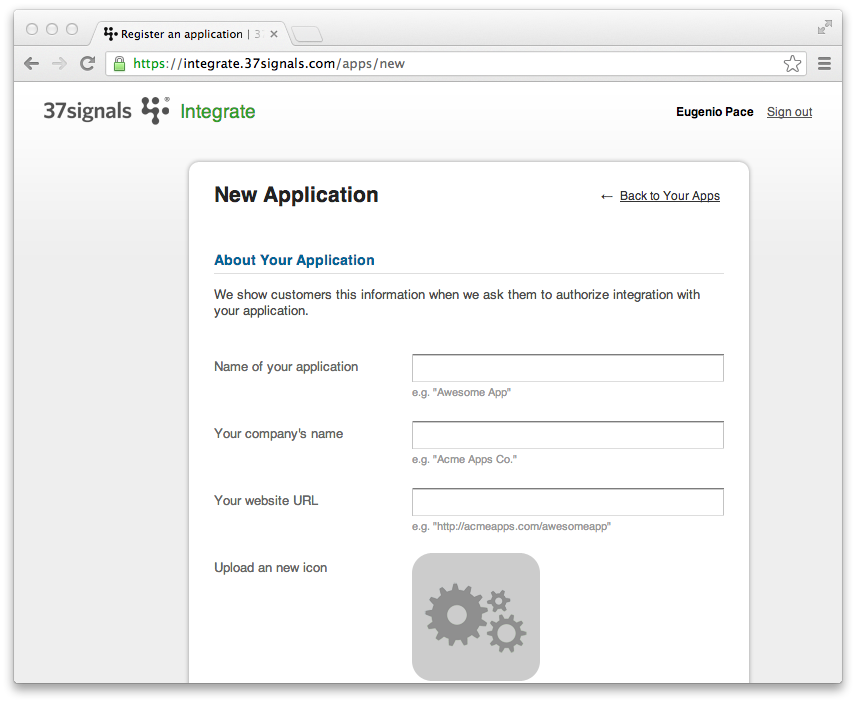 Register an application | 3
https://integrate.37signals.com/apps/new
37signals ® Integrate
Eugenio Pace Sign out
New Application
← Back to Your Apps
About Your Application
We show customers this information when we ask them to authorize integration with
your application.
Name of your application
e.g. "Awesome App"
Your company's name
e.g. "Acme Apps Co."
Your website URL
e.g. "http://acmeapps.com/awesomeapp"
Upload an new icon